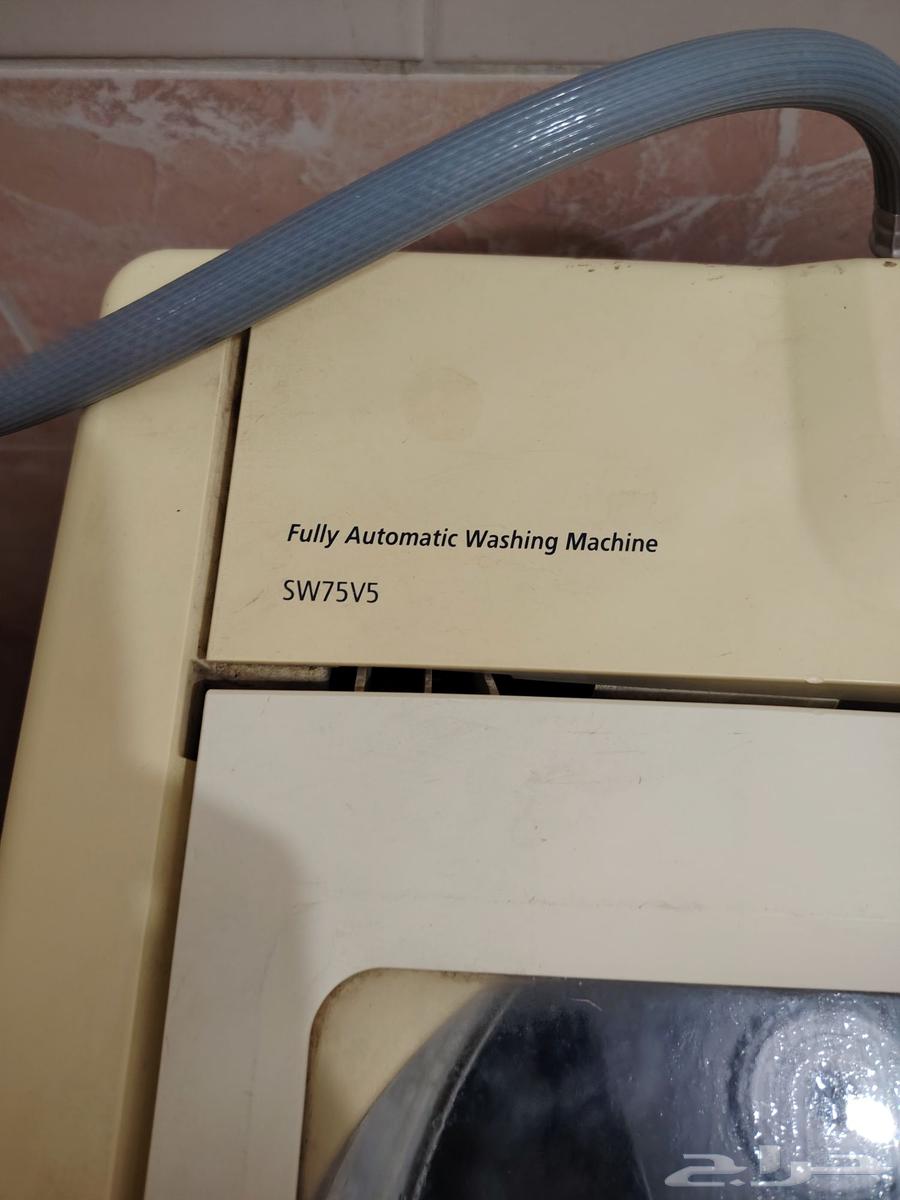 Fully Automatic Washing Machine
SW75V5
حراج